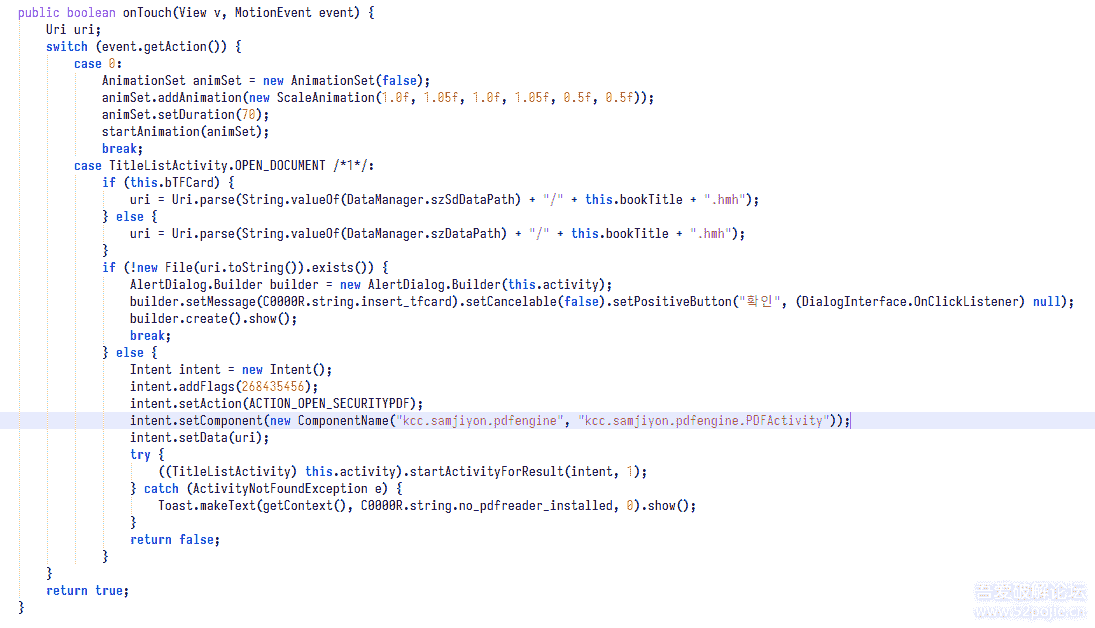 public boolean onTouch(View v, MotionEvent event) {
Uri uri;
switch (event.getAction()) {
case 0:
AnimationSet animSet = new AnimationSet(false);
animSet.addAnimation(new ScaleAnimation(1.0f, 1.05f, 1.0f, 1.05f, 0.5f, 0.5f));
animSet.setDuration(70);
startAnimation(animSet);
break;
case TitleListActivity.OPEN_DOCUMENT /*1*/:
if (this.bTFCard) {
uri = Uri.parse(String.valueOf(DataManager.szSdDataPath) + "/" + this.bookTitle + ".hmh");
} else {
uri = Uri.parse(String.valueOf(DataManager.szDataPath) + "/" + this.bookTitle + ".hmh");
}
if (!new File(uri.toString()).exists()) {
AlertDialog.Builder builder = new AlertDialog.Builder(this.activity);
builder.setMessage(C0000R.string.insert_tfcard).setCancelable(false).setPositiveButton("확인", (DialogInterface.OnClickListener) null);
builder.create().show();
break;
} else {
Intent intent = new Intent();
intent.addFlags(268435456);
intent.setAction(ACTION_OPEN_SECURITYPDF);
intent.setComponent(new ComponentName("kcc.samjiyon.pdfengine", "kcc.samjiyon.pdfengine.PDFActivity"));
intent.setData(uri);
try {
((TitleListActivity) this.activity).startActivityForResult(intent, 1);
} catch (ActivityNotFoundException e) {
Toast.makeText(getContext(), C0000R.string.no_pdfreader_installed, 0).show();
}
return false;
}
}
return true;
}
吾爱破解论坛
www.52pojie.cn